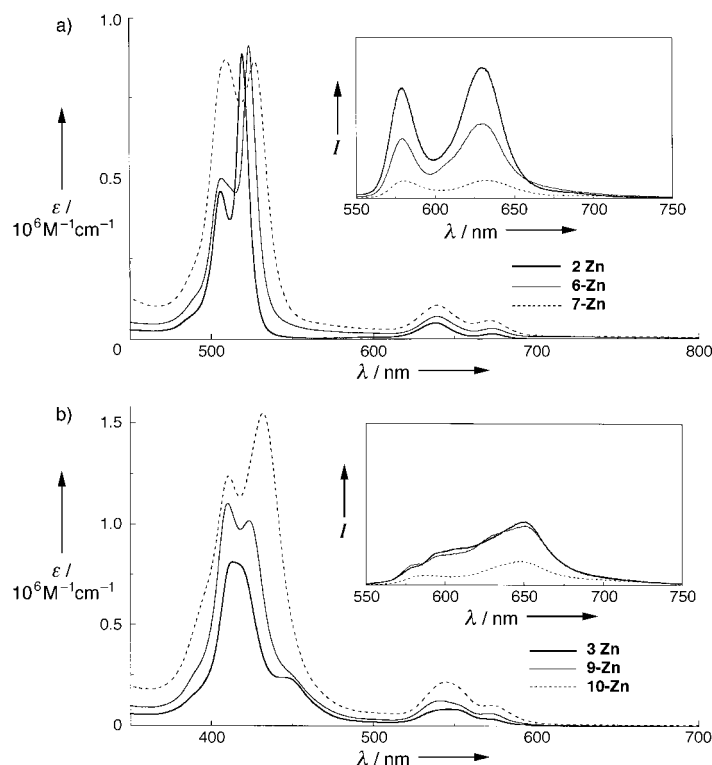 a)
1.0
0.5
0
ε /
10⁶M⁻¹cm⁻¹
500
600
700
800
λ / nm
I
550
600
650
700
750
λ / nm
2 Zn
6-Zn
7-Zn
b)
1.5
1.0
0.5
0
ε /
10⁶M⁻¹cm⁻¹
400
500
600
700
λ / nm
I
550
600
650
700
750
λ / nm
3 Zn
9-Zn
10-Zn